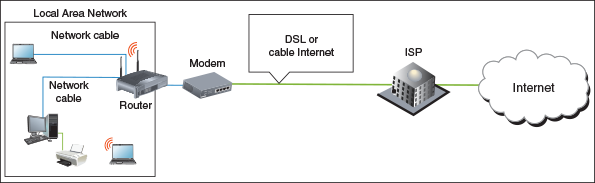 Local Area Network
Network cable
Network
cable
Router
Modem
DSL or
cable Internet
ISP
Internet